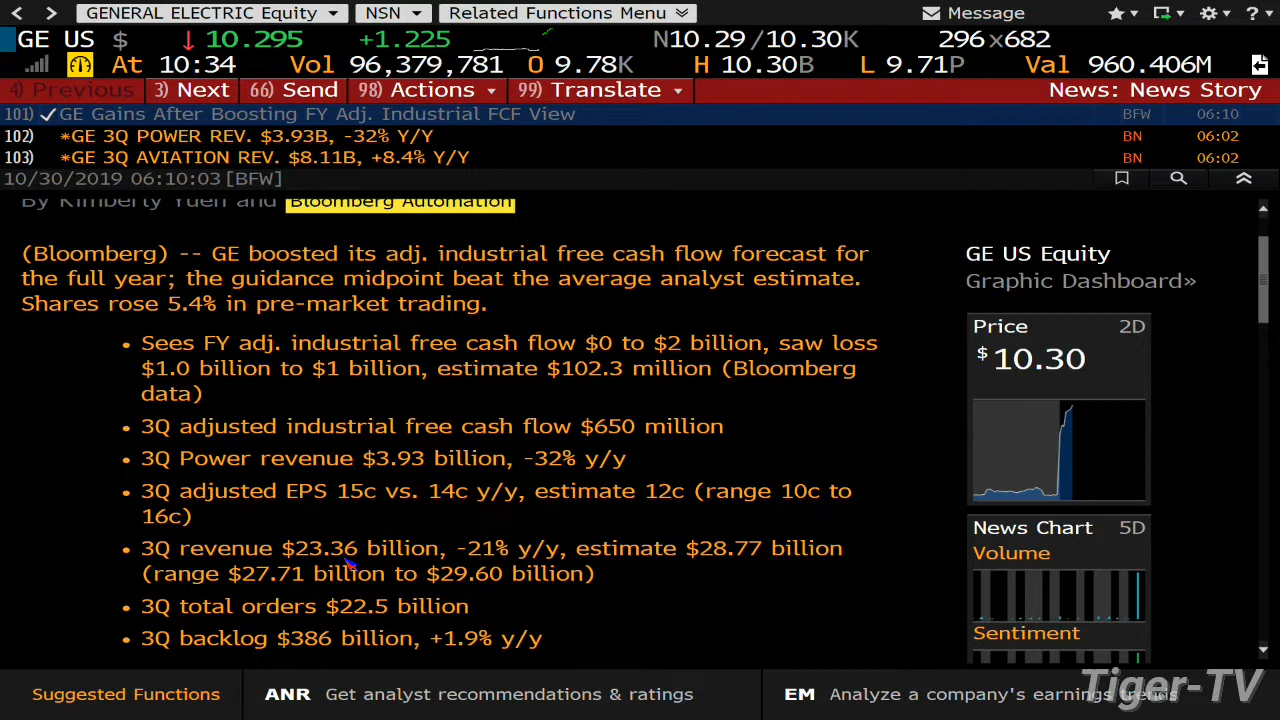 GENERAL ELECTRIC Equity NSN Related Functions Menu Message ?
GE US $ ↓ 10.295 +1.225 N10.29/10.30K 296x682
At 10:34 Vol 96,379,781 O 9.78K H 10.30B L 9.71P Val 960.406M
4) Previous 3) Next 66) Send 98) Actions 99) Translate News: News Story
101) ✓GE Gains After Boosting FY Adj. Industrial FCF View BFW 06:10
102) *GE 3Q POWER REV. $3.93B, -32% Y/Y BN 06:02
103) *GE 3Q AVIATION REV. $8.11B, +8.4% Y/Y BN 06:02
10/30/2019 06:10:03 [BFW]
By Kimberly Yuen and Bloomberg Automation
(Bloomberg) -- GE boosted its adj. industrial free cash flow forecast for
the full year; the guidance midpoint beat the average analyst estimate.
Shares rose 5.4% in pre-market trading.
• Sees FY adj. industrial free cash flow $0 to $2 billion, saw loss
$1.0 billion to $1 billion, estimate $102.3 million (Bloomberg
data)
• 3Q adjusted industrial free cash flow $650 million
• 3Q Power revenue $3.93 billion, -32% y/y
• 3Q adjusted EPS 15c vs. 14c y/y, estimate 12c (range 10c to
16c)
• 3Q revenue $23.36 billion, -21% y/y, estimate $28.77 billion
(range $27.71 billion to $29.60 billion)
• 3Q total orders $22.5 billion
• 3Q backlog $386 billion, +1.9% y/y
GE US Equity
Graphic Dashboard»
Price 2D
$10.30
News Chart 5D
Volume
Sentiment
Suggested Functions ANR Get analyst recommendations & ratings EM Analyze a company's earnings trends
Tiger-TV